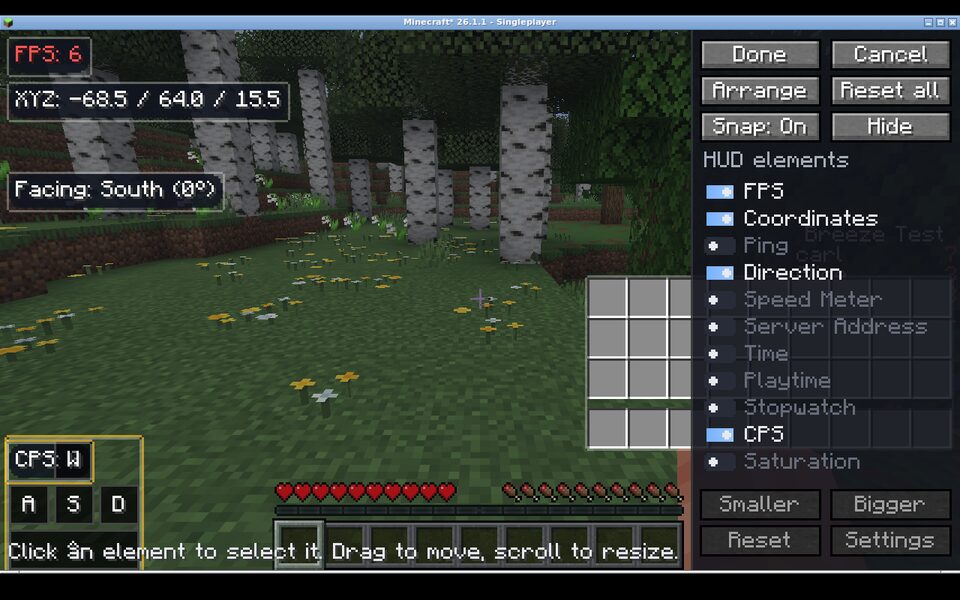 Minecraft* 26.1.1 - Singleplayer
FPS: 6
XYZ: -68.5 / 64.0 / 15.5
Facing: South (0°)
Done
Cancel
Arrange
Reset all
Snap: On
Hide
HUD elements
FPS
Coordinates
Ping
Breeze Test
carl
Direction
Speed Meter
Server Address
Time
Playtime
Stopwatch
CPS
Saturation
Smaller
Bigger
Reset
Settings
CPS: W
A S D
Click an element to select it. Drag to move, scroll to resize.